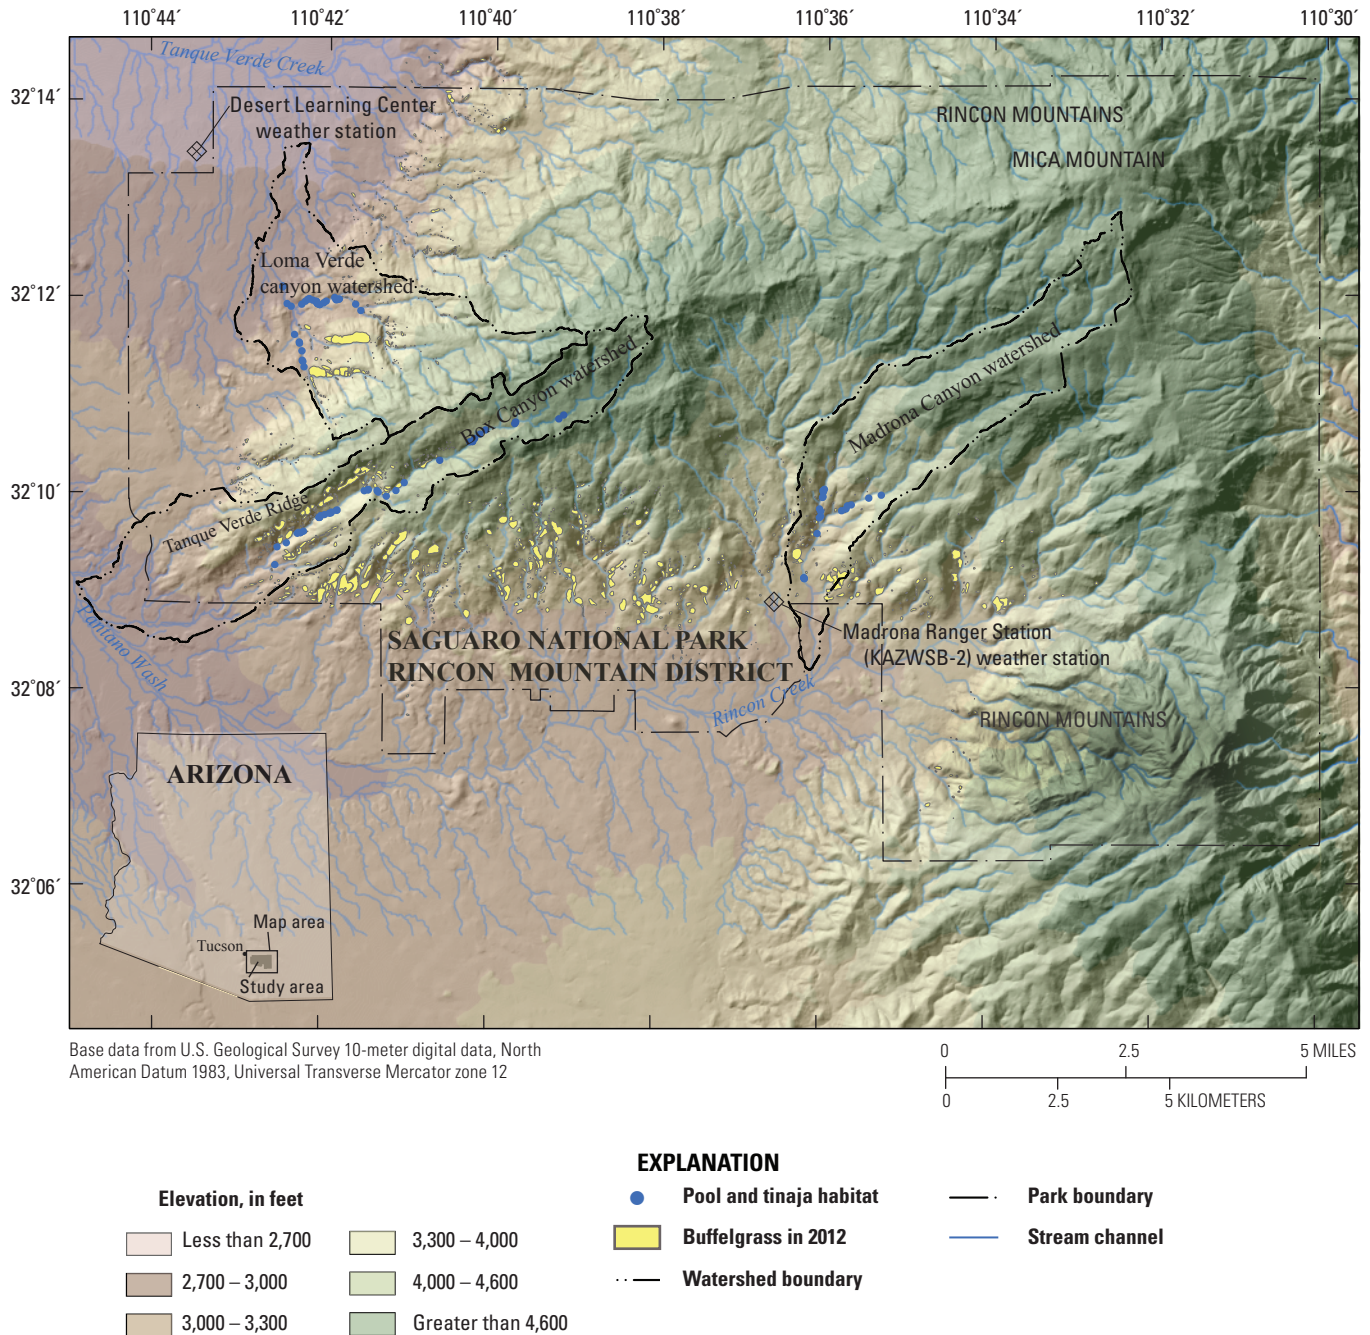 110˚44´ 110˚42´ 110˚40´ 110˚38´ 110˚36´ 110˚34´ 110˚32´ 110˚30´
Tanque Verde Creek
32˚14´
Desert Learning Center
weather station
RINCON MOUNTAINS
MICA MOUNTAIN
Loma Verde
canyon watershed
32˚12´
Box Canyon watershed
Madrona Canyon watershed
32˚10´
Tanque Verde Ridge
Pantano Wash
SAGUARO NATIONAL PARK
RINCON MOUNTAIN DISTRICT
Madrona Ranger Station
(KAZWSB-2) weather station
32˚08´
Rincon Creek
RINCON MOUNTAINS
ARIZONA
32˚06´
Map area
Tucson
Study area
Base data from U.S. Geological Survey 10-meter digital data, North
American Datum 1983, Universal Transverse Mercator zone 12
0 2.5 5 MILES
0 2.5 5 KILOMETERS
EXPLANATION
Elevation, in feet
Less than 2,700
2,700 – 3,000
3,000 – 3,300
3,300 – 4,000
4,000 – 4,600
Greater than 4,600
Pool and tinaja habitat
Buffelgrass in 2012
Watershed boundary
Park boundary
Stream channel